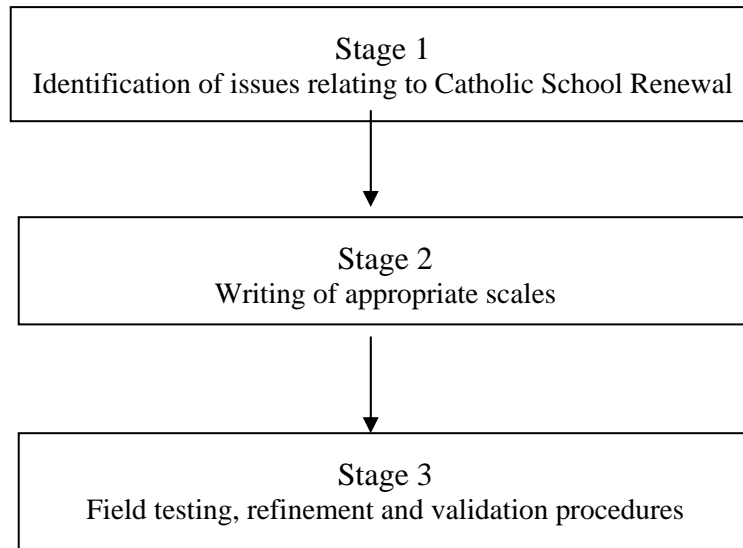 Stage 1
Identification of issues relating to Catholic School Renewal
Stage 2
Writing of appropriate scales
Stage 3
Field testing, refinement and validation procedures